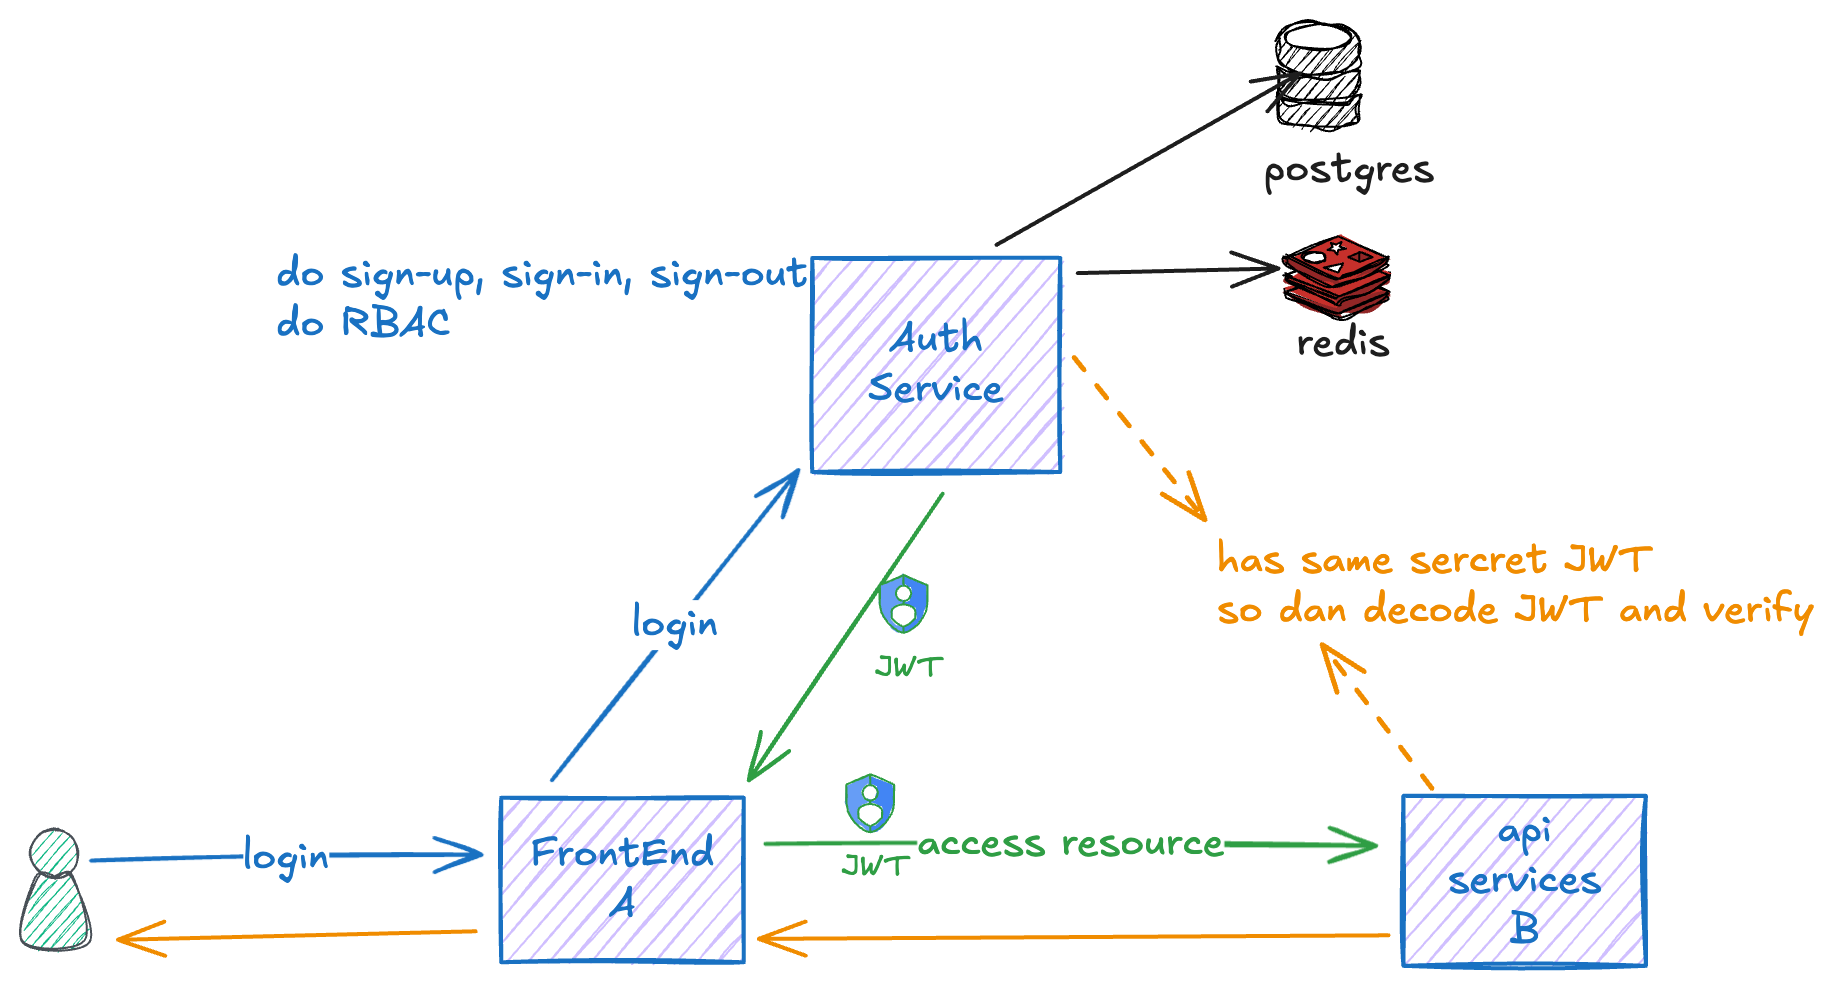 postgres
do sign-up, sign-in, sign-out
do RBAC
redis
Auth
Service
has same sercret JWT
so dan decode JWT and verify
login
JWT
login
FrontEnd
A
JWT
access resource
api
services
B